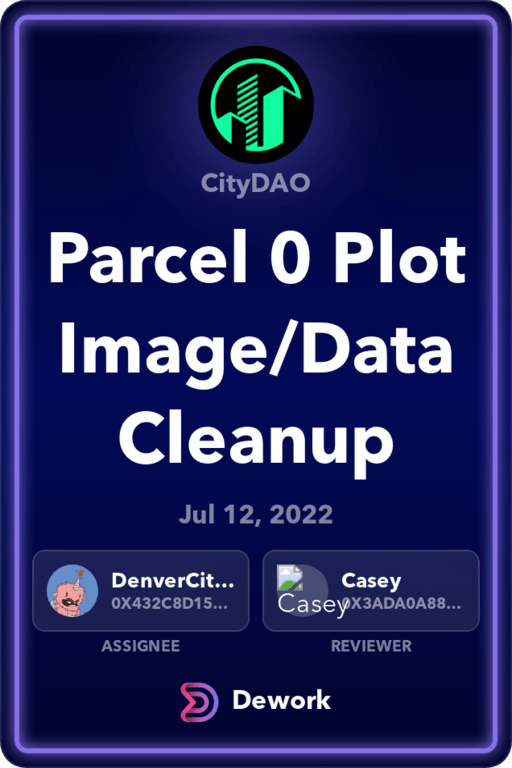 CityDAO
Parcel 0 Plot
Image/Data
Cleanup
Jul 12, 2022
DenverCit...
0X432C8D15...
ASSIGNEE
Casey
Casey
0X3ADA0A88...
REVIEWER
Dework